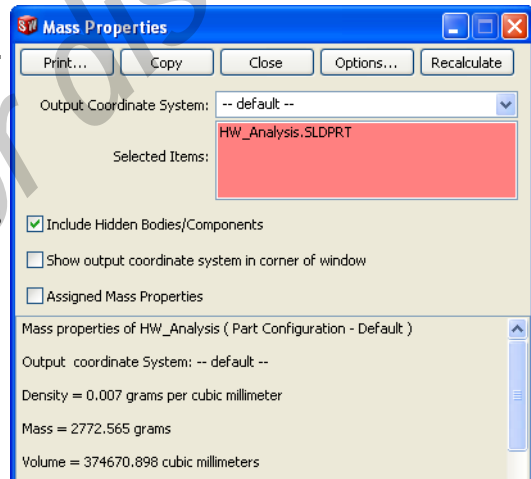 Mass Properties
Print... Copy Close Options... Recalculate
Output Coordinate System: -- default --
Selected Items: HW_Analysis.SLDPRT
Include Hidden Bodies/Components
Show output coordinate system in corner of window
Assigned Mass Properties
Mass properties of HW_Analysis ( Part Configuration - Default )
Output coordinate System: -- default --
Density = 0.007 grams per cubic millimeter
Mass = 2772.565 grams
Volume = 374670.898 cubic millimeters